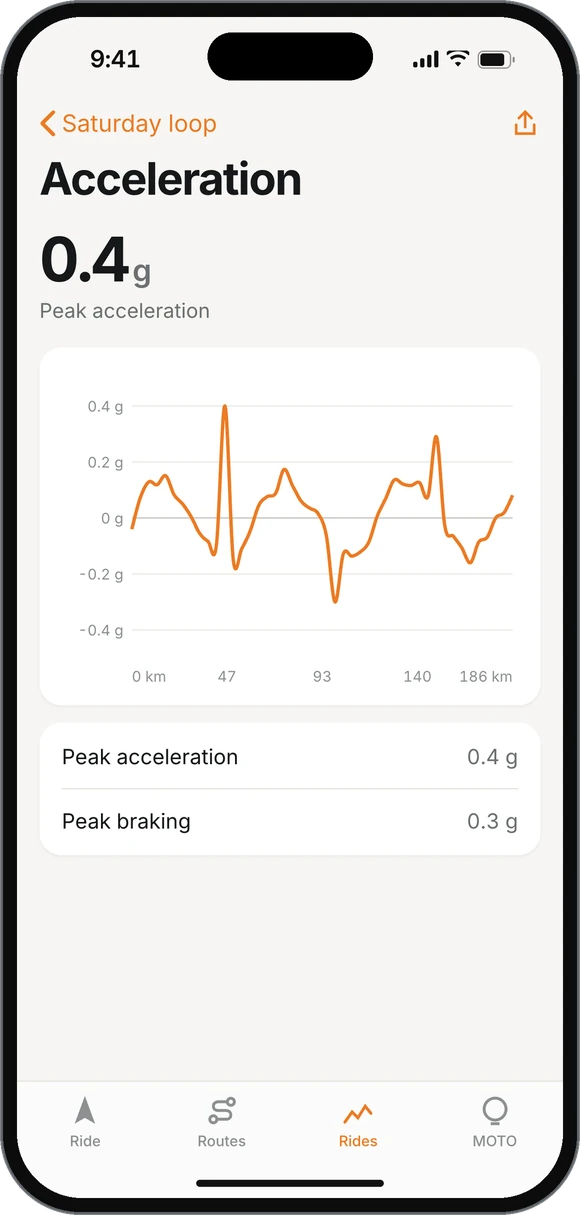 9:41
Saturday loop
Acceleration
0.4 g
Peak acceleration
0.4 g
0.2 g
0 g
-0.2 g
-0.4 g
0 km 47 93 140 186 km
Peak acceleration 0.4 g
Peak braking 0.3 g
Ride Routes Rides MOTO